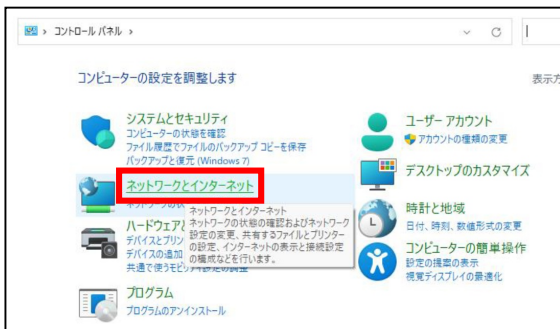 コントロール パネル
コンピューターの設定を調整します
表示方
システムとセキュリティ
コンピューターの状態を確認
ファイル履歴でファイルのバックアップ コピーを保存
バックアップと復元 (Windows 7)
ネットワークとインターネット
ネットワークとインターネット
ネットワークの状態の確認およびネットワーク
設定の変更、共有するファイルとプリンター
の設定、インターネットの表示と接続設定
の構成などを行います。
ハードウェア
デバイスとプリン
デバイスの追加
共通で使うモビリティ設定の調整
プログラム
プログラムのアンインストール
ユーザー アカウント
アカウントの種類の変更
デスクトップのカスタマイズ
時計と地域
日付、時刻、数値形式の変更
コンピューターの簡単操作
設定の提案の表示
視覚ディスプレイの最適化